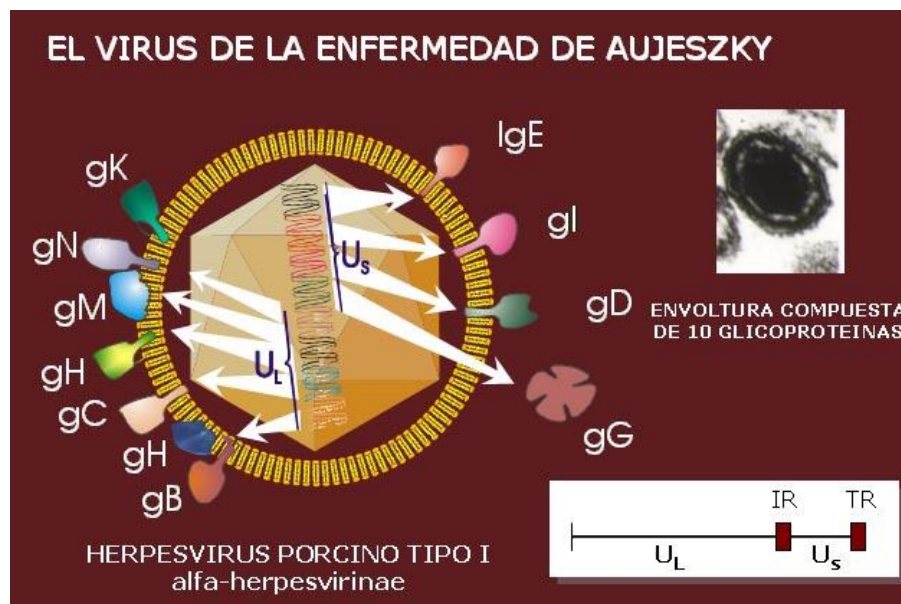 EL VIRUS DE LA ENFERMEDAD DE AUJESZKY
IgE
gK
gI
gN
Us
gD
gM
ENVOLTURA COMPUESTA
DE 10 GLICOPROTEINAS
gH
UL
gC
gG
gH
gB
IR TR
UL Us
HERPESVIRUS PORCINO TIPO I
alfa-herpesvirinae